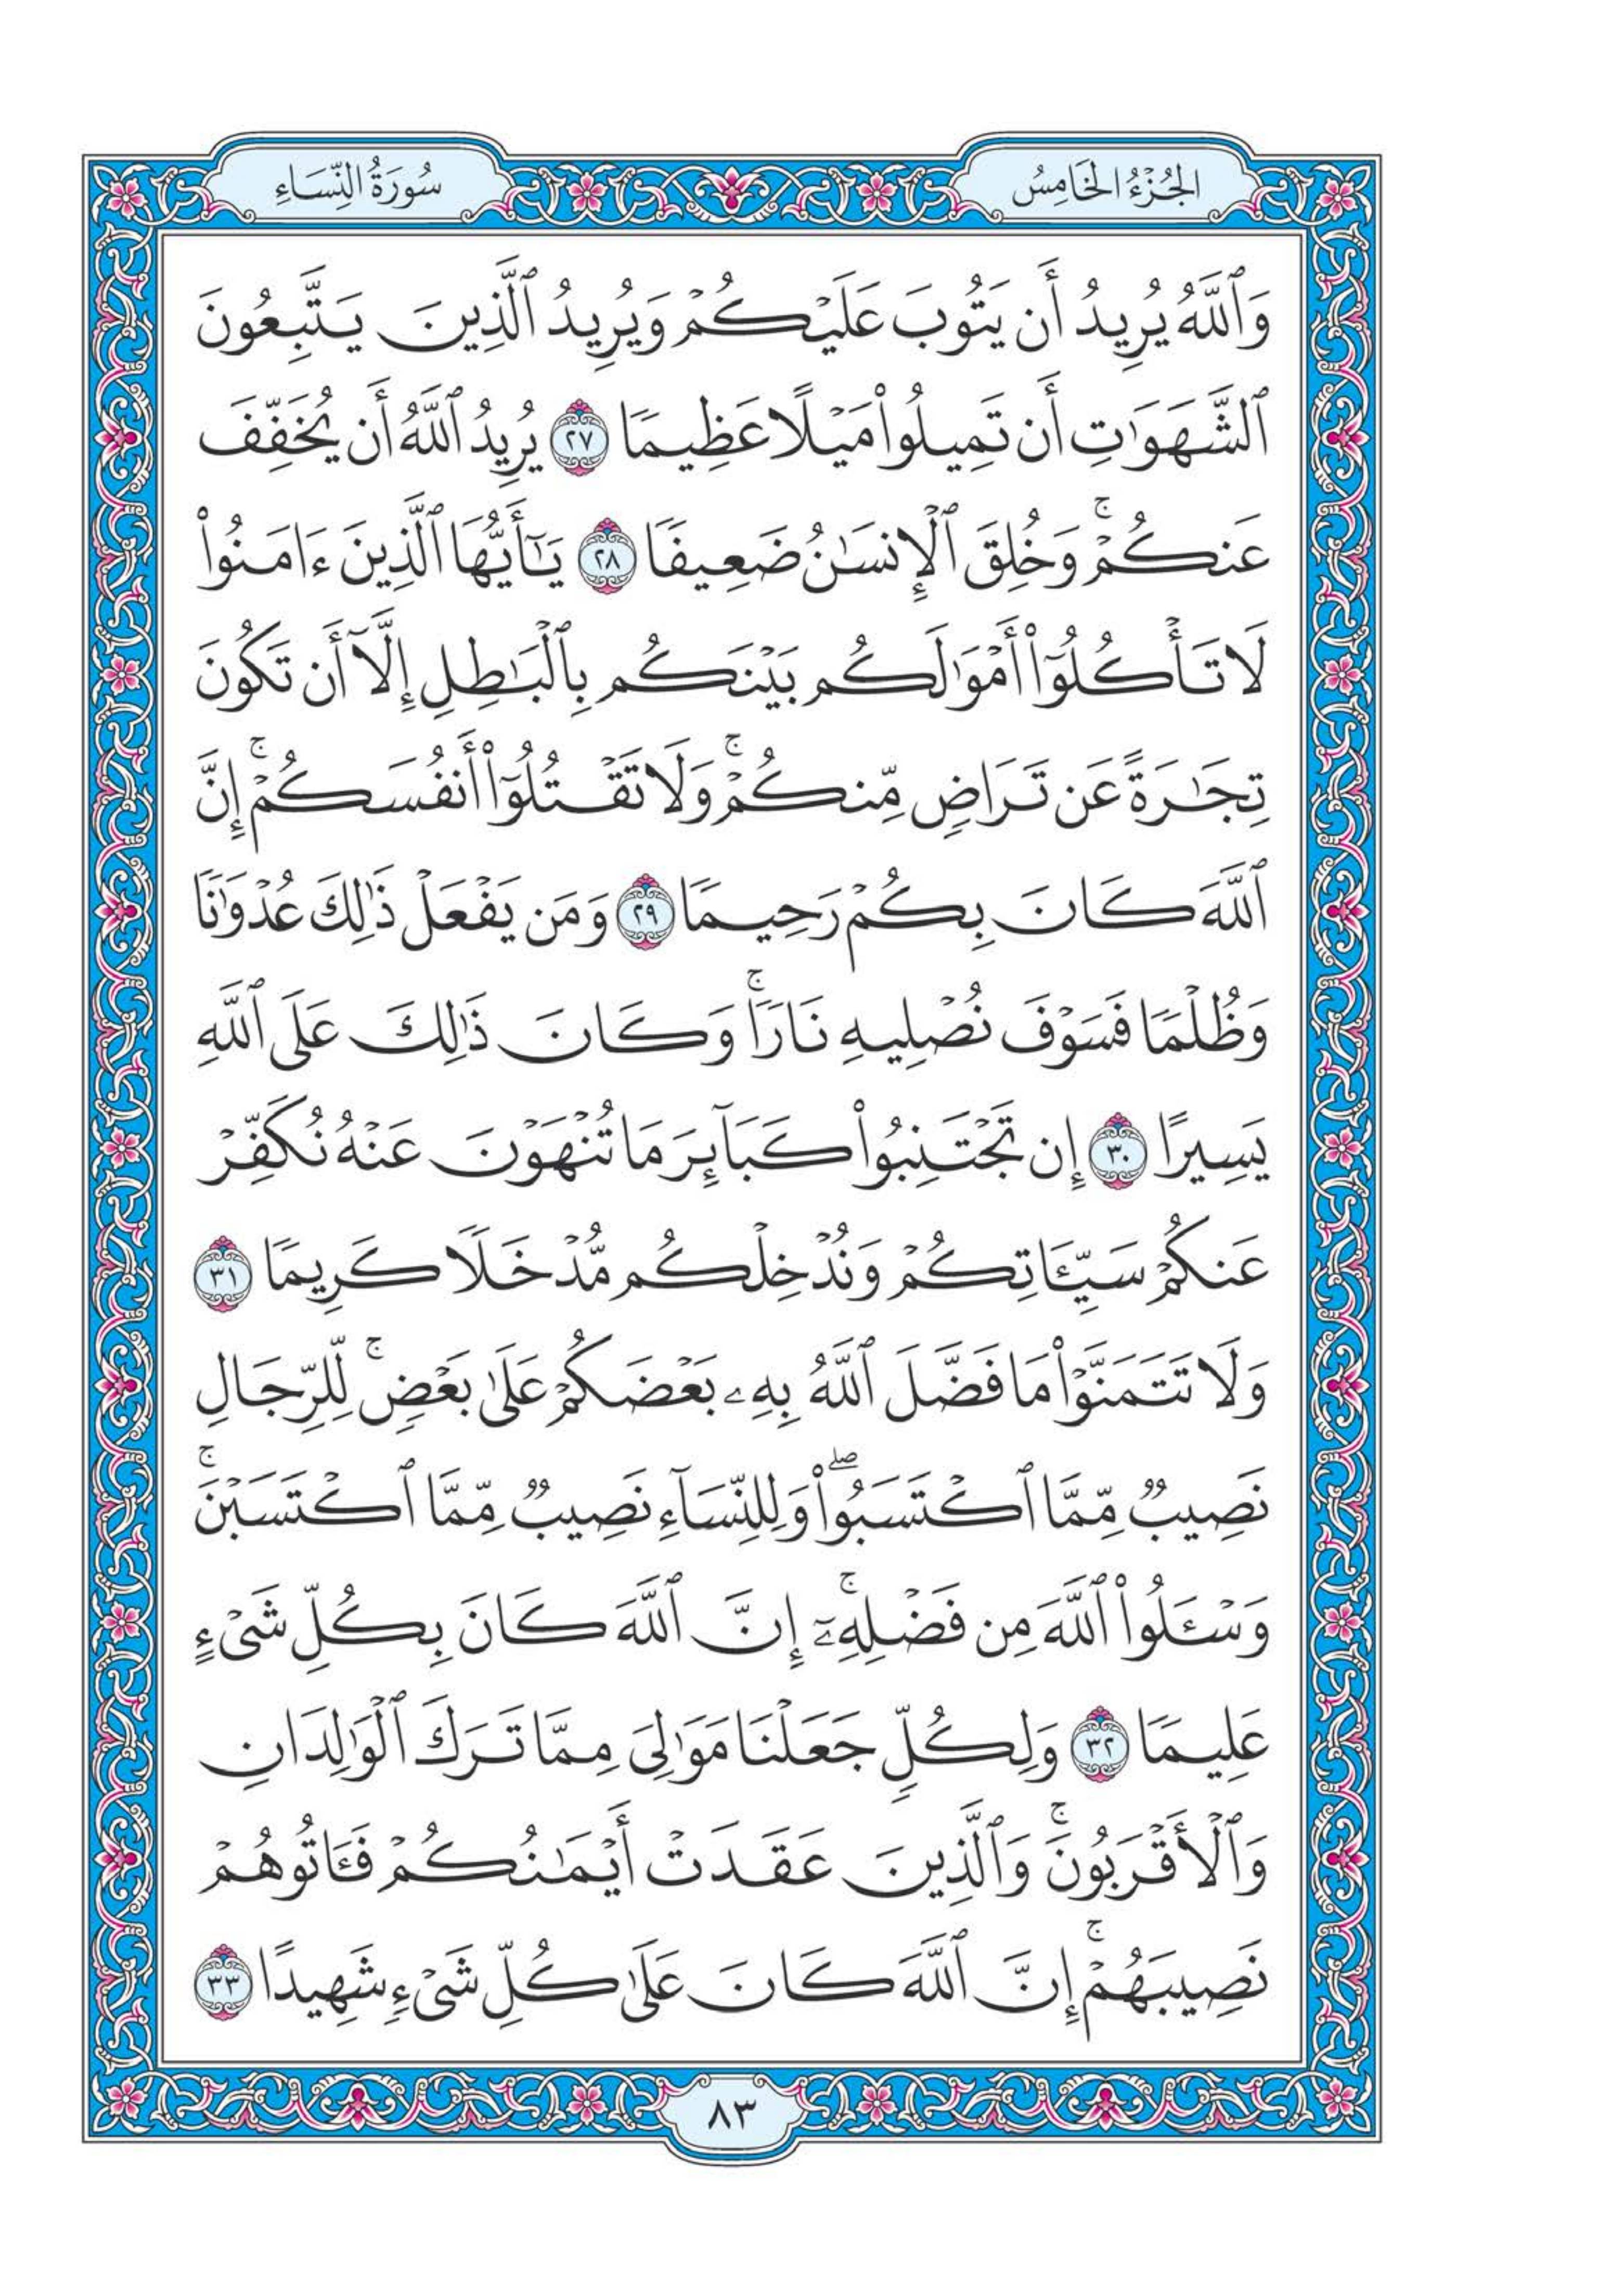 الجُزْءُ الخَامِسُ
سُورَةُ النِّسَاءِ
وَٱللَّهُ يُرِيدُ أَن يَتُوبَ عَلَيْكُمْ وَيُرِيدُ ٱلَّذِينَ يَتَّبِعُونَ
ٱلشَّهَوَٰتِ أَن تَمِيلُواْ مَيْلًا عَظِيمًا ٢٧ يُرِيدُ ٱللَّهُ أَن يُخَفِّفَ
عَنكُمْۚ وَخُلِقَ ٱلْإِنسَٰنُ ضَعِيفًا ٢٨ يَٰٓأَيُّهَا ٱلَّذِينَ ءَامَنُواْ
لَا تَأْكُلُوٓاْ أَمْوَٰلَكُم بَيْنَكُم بِٱلْبَٰطِلِ إِلَّآ أَن تَكُونَ
تِجَٰرَةً عَن تَرَاضٍ مِّنكُمْۚ وَلَا تَقْتُلُوٓاْ أَنفُسَكُمْۚ إِنَّ
ٱللَّهَ كَانَ بِكُمْ رَحِيمًا ٢٩ وَمَن يَفْعَلْ ذَٰلِكَ عُدْوَٰنًا
وَظُلْمًا فَسَوْفَ نُصْلِيهِ نَارًاۚ وَكَانَ ذَٰلِكَ عَلَى ٱللَّهِ
يَسِيرًا ٣٠ إِن تَجْتَنِبُواْ كَبَآئِرَ مَا تُنْهَوْنَ عَنْهُ نُكَفِّرْ
عَنكُمْ سَيِّـَٔاتِكُمْ وَنُدْخِلْكُم مُّدْخَلًا كَرِيمًا ٣١
وَلَا تَتَمَنَّوْاْ مَا فَضَّلَ ٱللَّهُ بِهِۦ بَعْضَكُمْ عَلَىٰ بَعْضٍۚ لِّلرِّجَالِ
نَصِيبٌ مِّمَّا ٱكْتَسَبُواْۖ وَلِلنِّسَآءِ نَصِيبٌ مِّمَّا ٱكْتَسَبْنَۚ
وَسْـَٔلُواْ ٱللَّهَ مِن فَضْلِهِۦٓۚ إِنَّ ٱللَّهَ كَانَ بِكُلِّ شَىْءٍ
عَلِيمًا ٣٢ وَلِكُلٍّ جَعَلْنَا مَوَٰلِىَ مِمَّا تَرَكَ ٱلْوَٰلِدَانِ
وَٱلْأَقْرَبُونَۚ وَٱلَّذِينَ عَقَدَتْ أَيْمَٰنُكُمْ فَـَٔاتُوهُمْ
نَصِيبَهُمْۚ إِنَّ ٱللَّهَ كَانَ عَلَىٰ كُلِّ شَىْءٍ شَهِيدًا ٣٣
٨٣